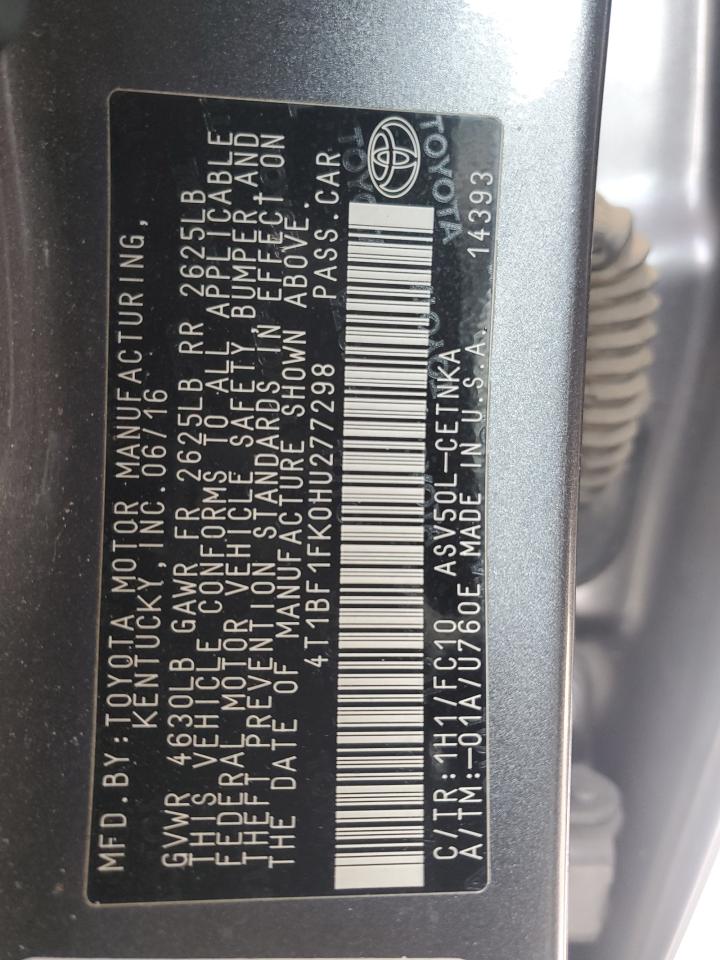 MFD.BY:TOYOTA MOTOR MANUFACTURING,
KENTUCKY,INC.06/16
GVWR 4630LB GAWR FR 2625LB RR 2625LB
THIS VEHICLE CONFORMS TO ALL APPLICABLE
FEDERAL MOTOR VEHICLE SAFETY,BUMPER AND
THEFT PREVENTION STANDARDS IN EFFECT ON
THE DATE OF MANUFACTURE SHOWN ABOVE.
4T1BF1FK0HU277298 PASS.CAR
C/TR:1H1/FC10 ASV50L-CETNKA
A/TM:-01A/U760E MADE IN U.S.A. 14393
TOYOTA
TOYOTA